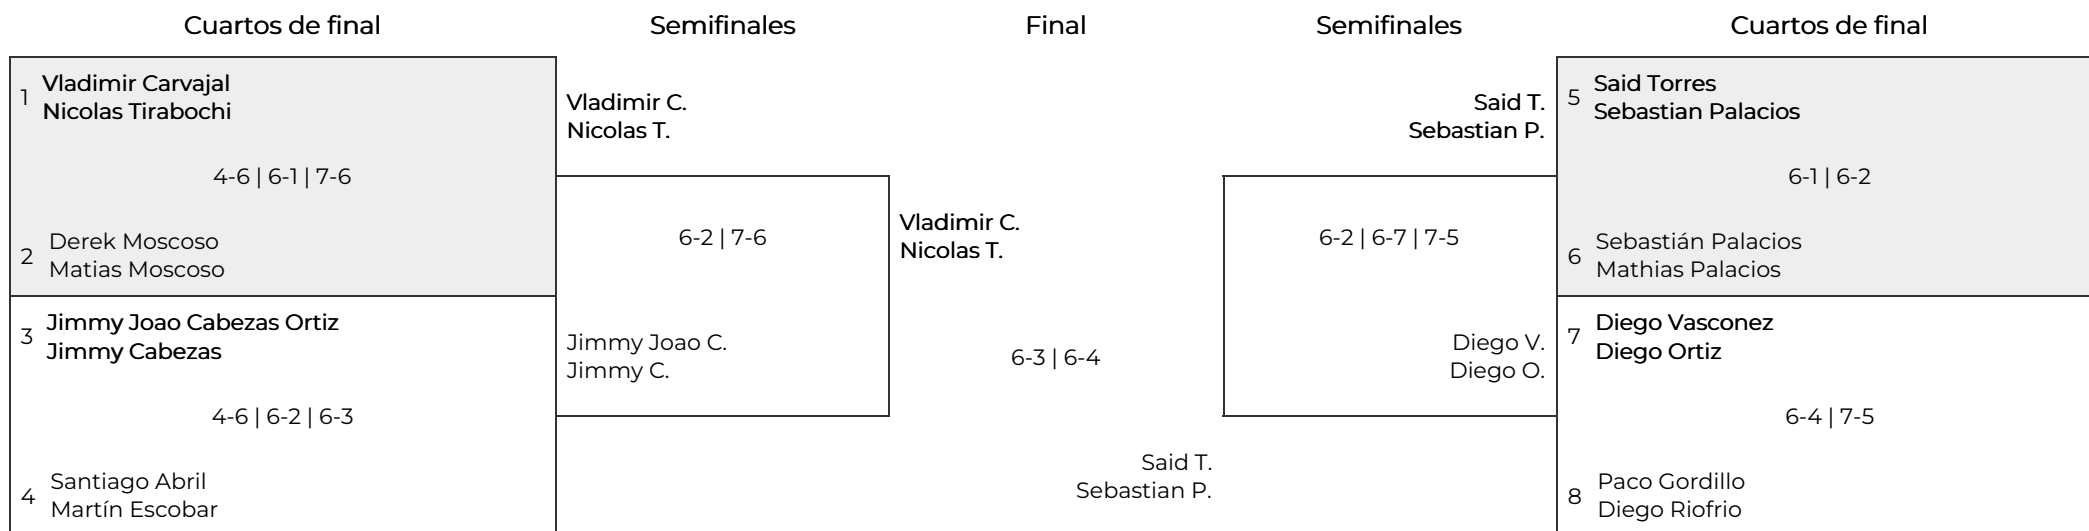 Cuartos de final
Semifinales
Final
Semifinales
Cuartos de final
1
Vladimir Carvajal
Nicolas Tirabochi
4-6 | 6-1 | 7-6
2
Derek Moscoso
Matias Moscoso
3
Jimmy Joao Cabezas Ortiz
Jimmy Cabezas
4-6 | 6-2 | 6-3
4
Santiago Abril
Martín Escobar
Vladimir C.
Nicolas T.
6-2 | 7-6
Jimmy Joao C.
Jimmy C.
Vladimir C.
Nicolas T.
6-3 | 6-4
Said T.
Sebastian P.
Said T.
Sebastian P.
6-2 | 6-7 | 7-5
Diego V.
Diego O.
5
Said Torres
Sebastian Palacios
6-1 | 6-2
6
Sebastián Palacios
Mathias Palacios
7
Diego Vasconez
Diego Ortiz
6-4 | 7-5
8
Paco Gordillo
Diego Riofrio